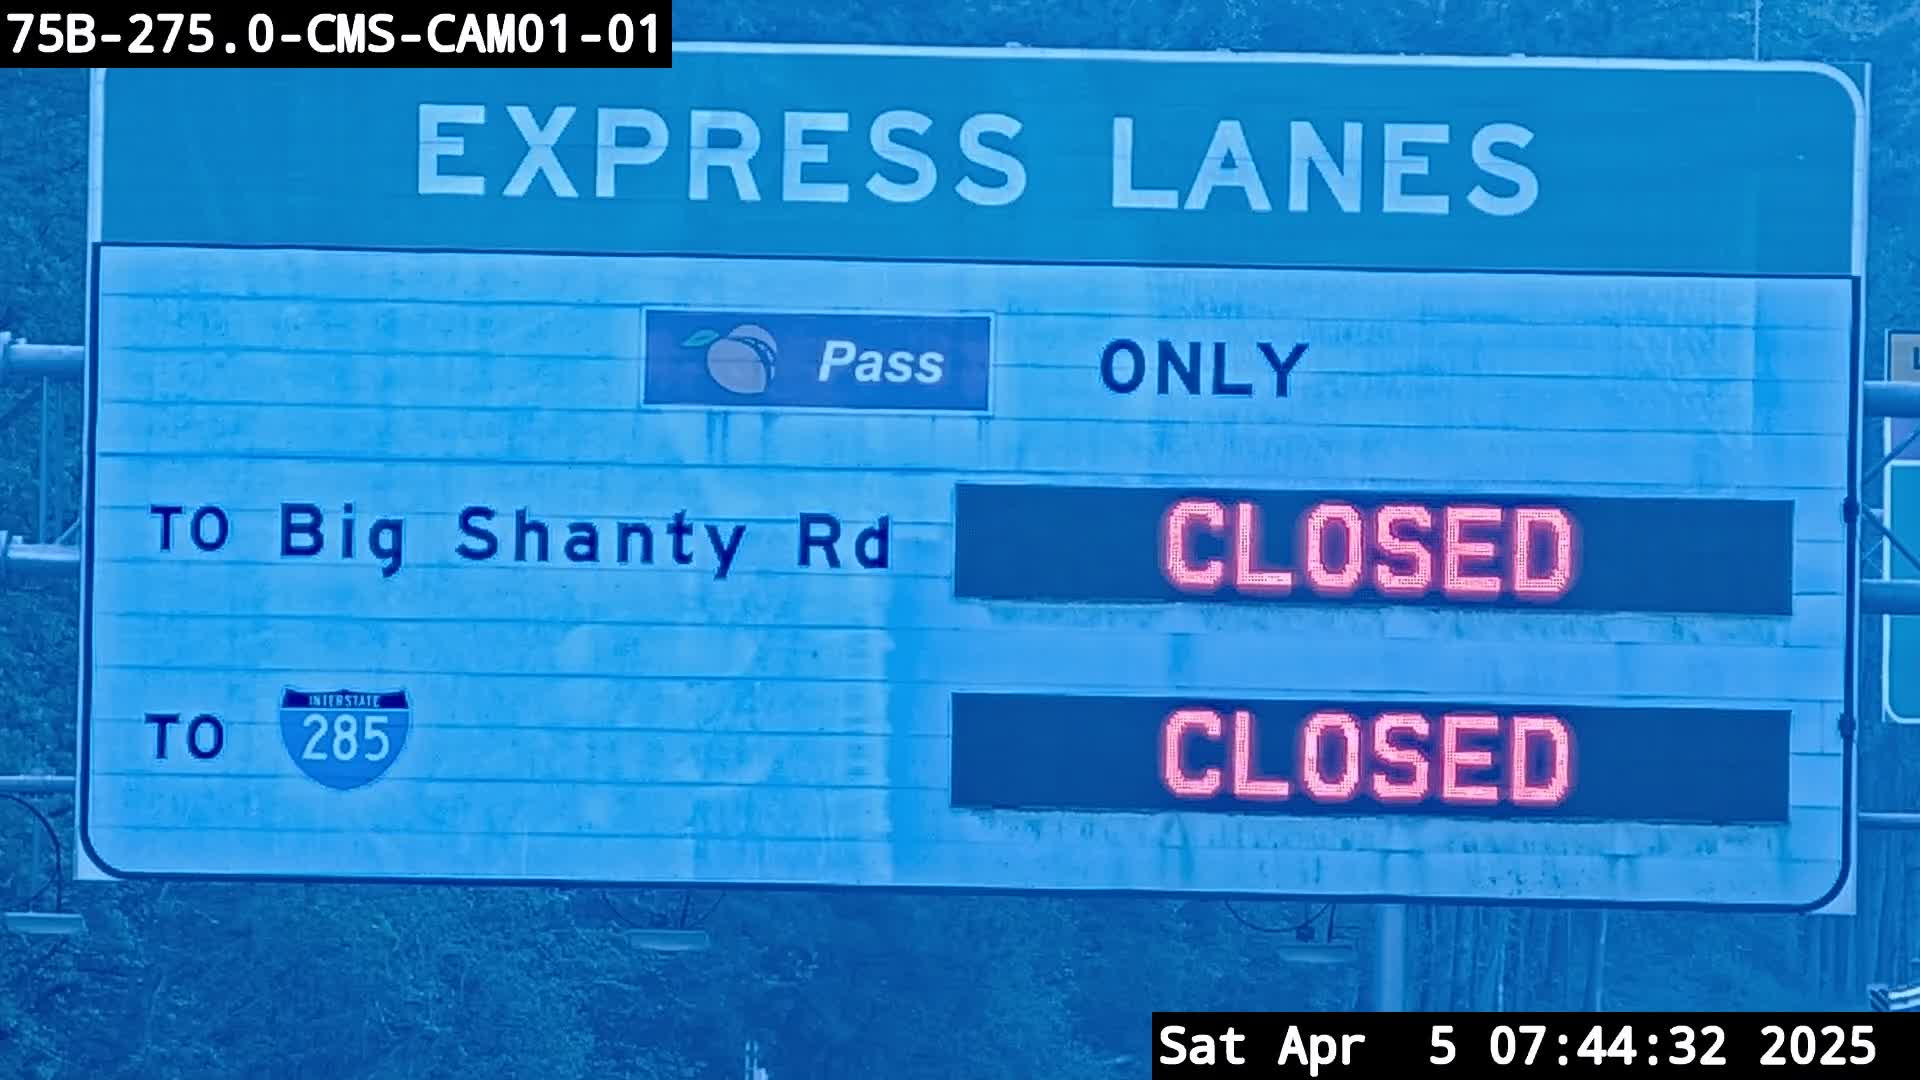 75B-275.0-CMS-CAM01-01
EXPRESS LANES
Pass ONLY
TO Big Shanty Rd CLOSED
INTERSTATE
TO 285 CLOSED
Sat Apr 5 07:44:32 2025